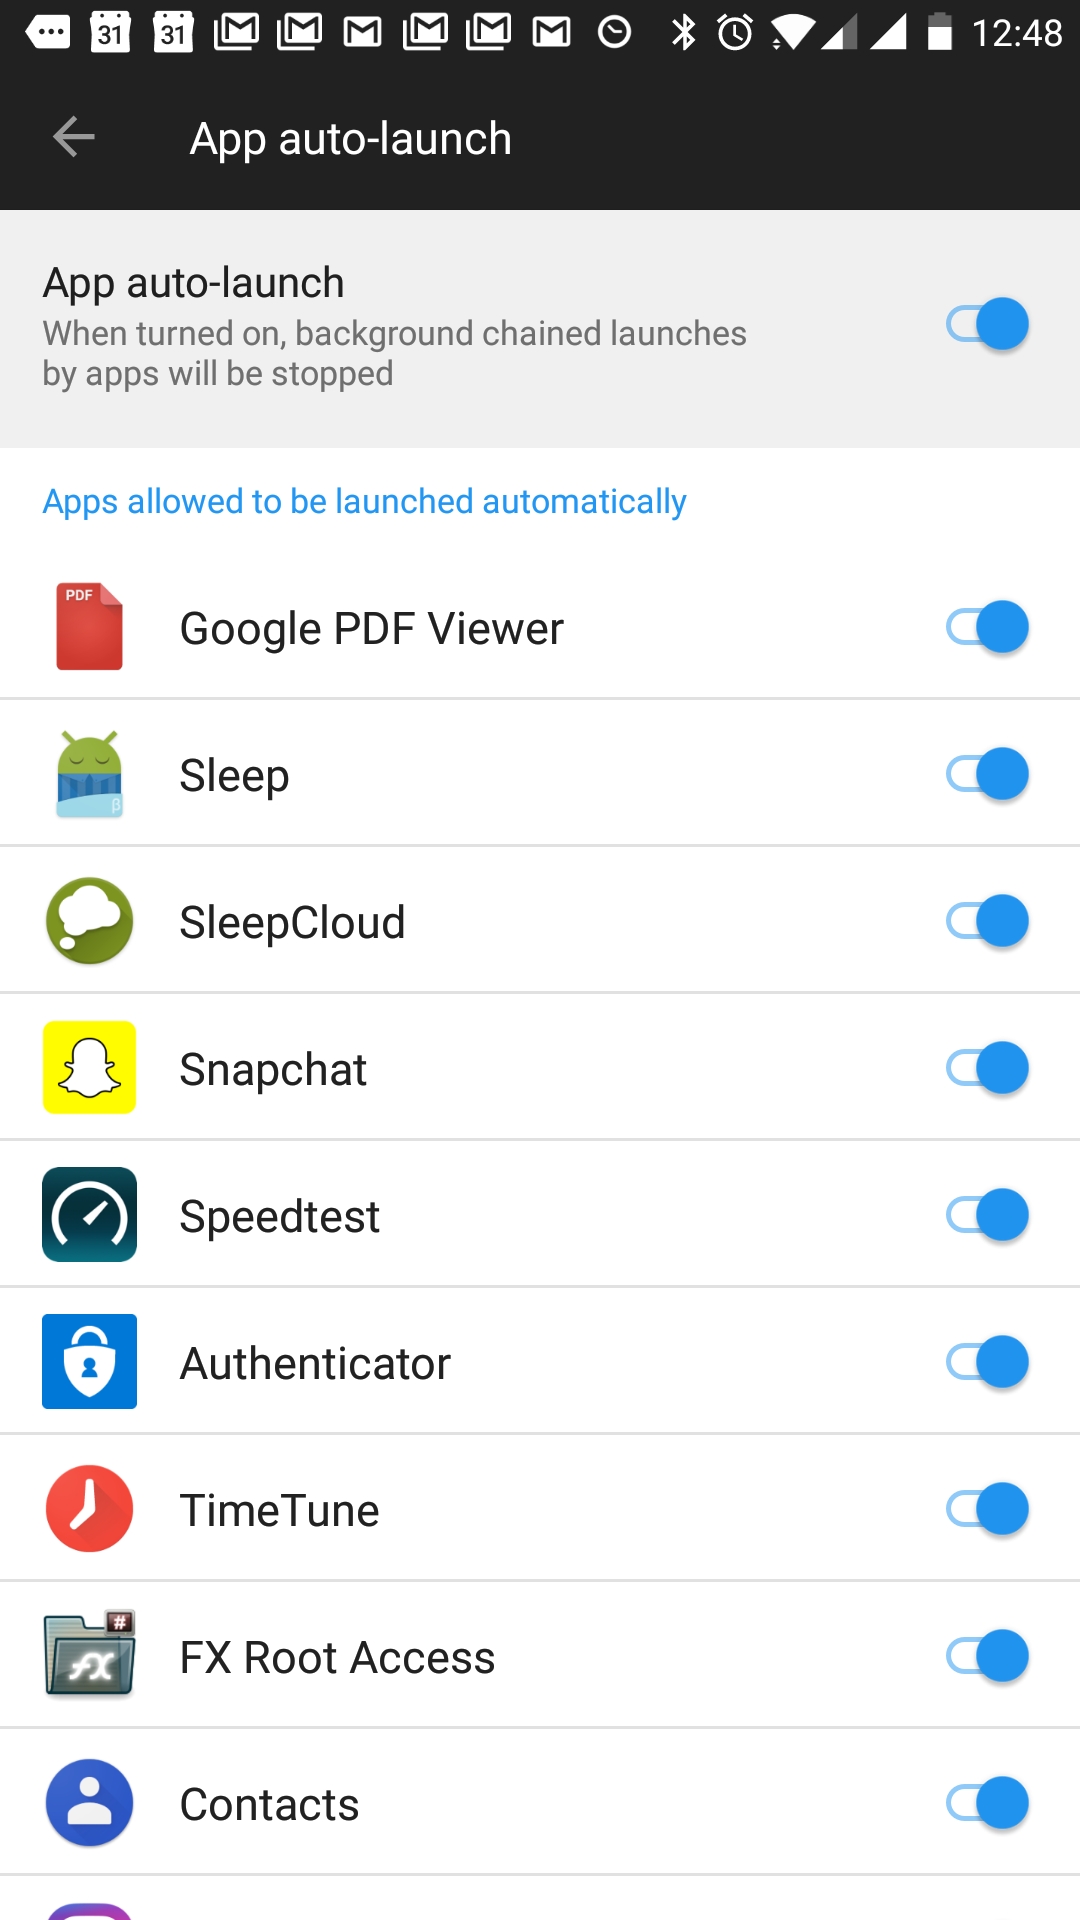 31 31 12:48
App auto-launch
App auto-launch
When turned on, background chained launches
by apps will be stopped
Apps allowed to be launched automatically
PDF
Google PDF Viewer
β
Sleep
SleepCloud
Snapchat
Speedtest
Authenticator
TimeTune
#
FX
FX Root Access
Contacts